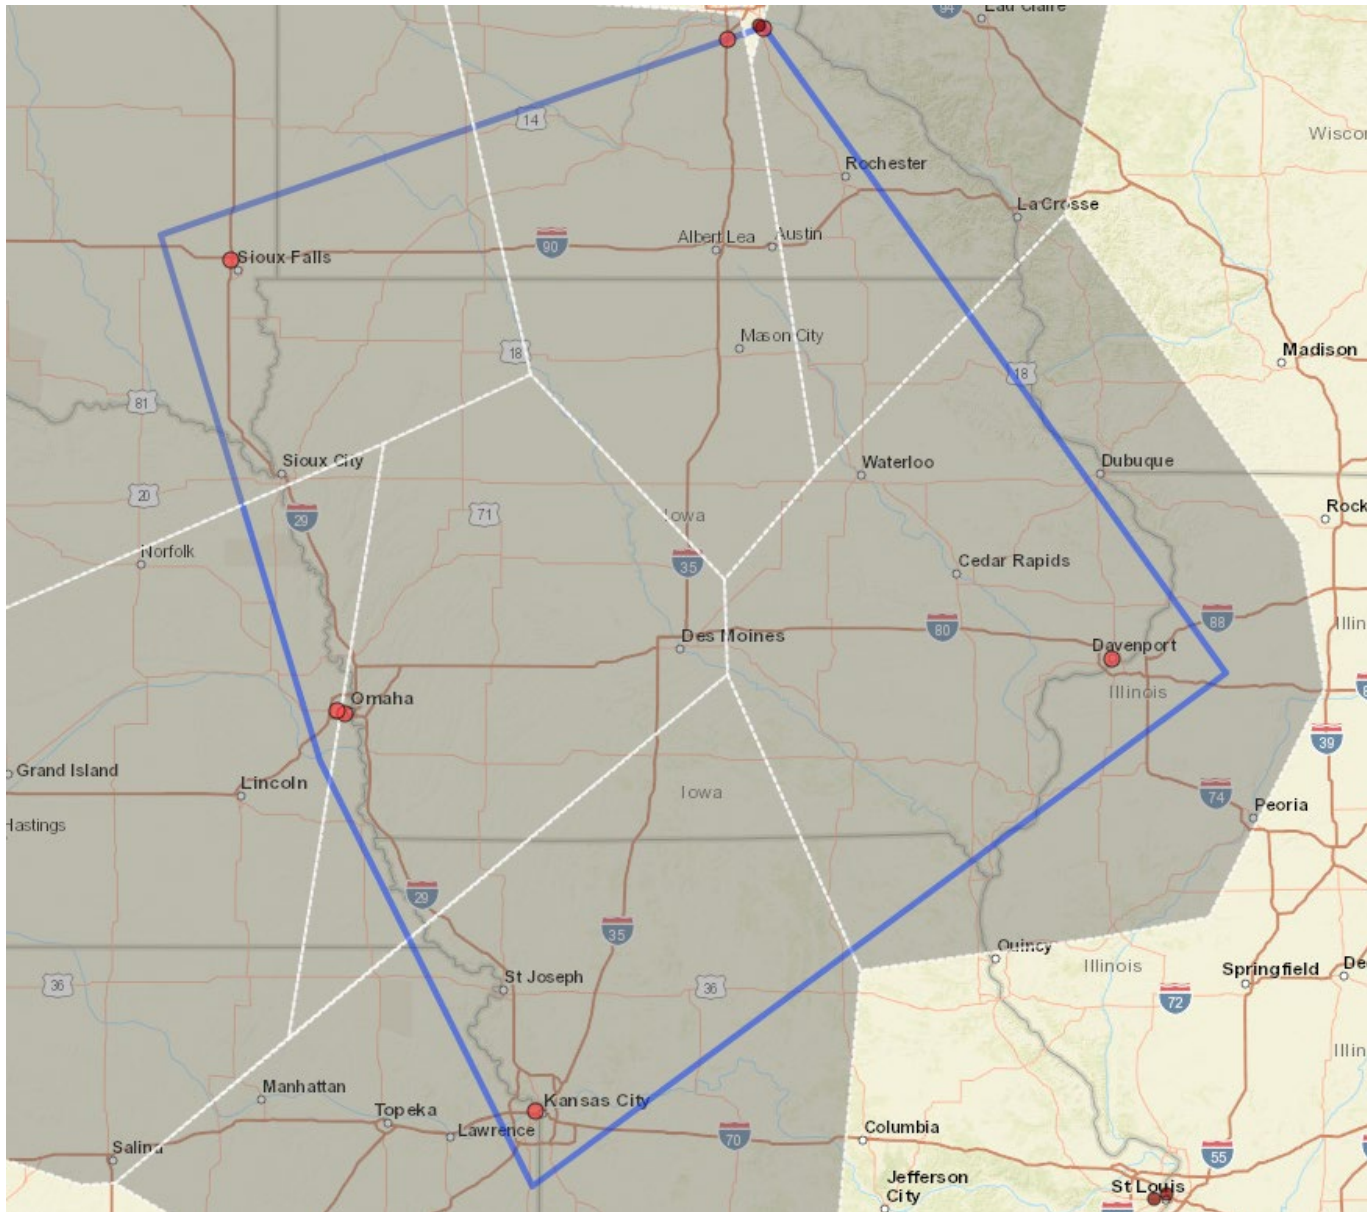 94
Eau Claire
Wisco
14
Rochester
La Crosse
Albert Lea
Austin
90
Sioux Falls
Mason City
18
Madison
18
81
Sioux City
Waterloo
Dubuque
20
71
Iowa
Rock
29
Norfolk
35
Cedar Rapids
80
88
Illin
Des Moines
Davenport
Illinois
Omaha
39
Grand Island
Lincoln
Iowa
74
Peoria
Hastings
29
35
Quincy
Illinois
Springfield
De
36
St Joseph
36
72
Illin
Manhattan
Kansas City
Topeka
Lawrence
70
Columbia
Salina
55
Jefferson
City
St Louis